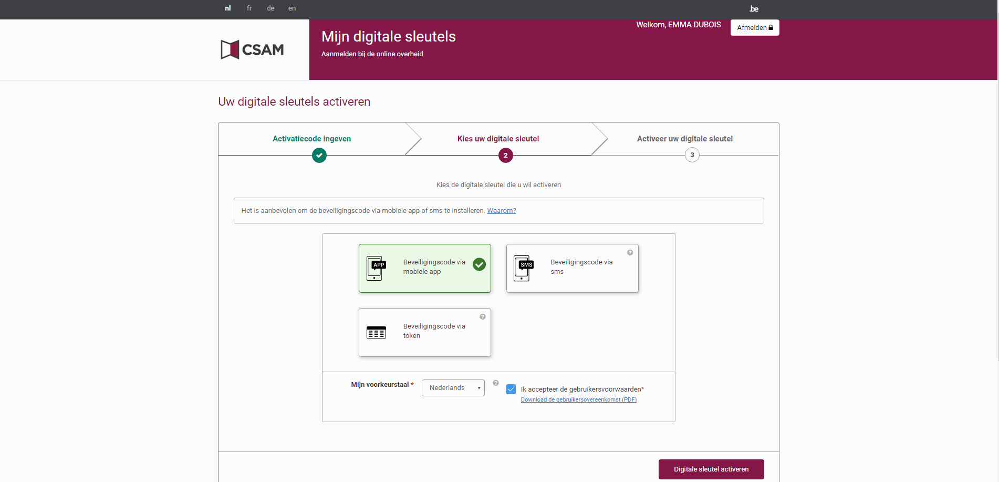 nl fr de en
.be
CSAM
Mijn digitale sleutels
Aanmelden bij de online overheid
Welkom, EMMA DUBOIS
Afmelden
Uw digitale sleutels activeren
Activatiecode ingeven
Kies uw digitale sleutel
2
Activeer uw digitale sleutel
3
Kies de digitale sleutel die u wil activeren
Het is aanbevolen om de beveiligingscode via mobiele app of sms te installeren. Waarom?
APP
Beveiligingscode via
mobiele app
SMS
Beveiligingscode via
sms
?
Beveiligingscode via
token
?
Mijn voorkeurstaal *
Nederlands
?
Ik accepteer de gebruikersvoorwaarden*
Download de gebruikersovereenkomst (PDF)
Digitale sleutel activeren